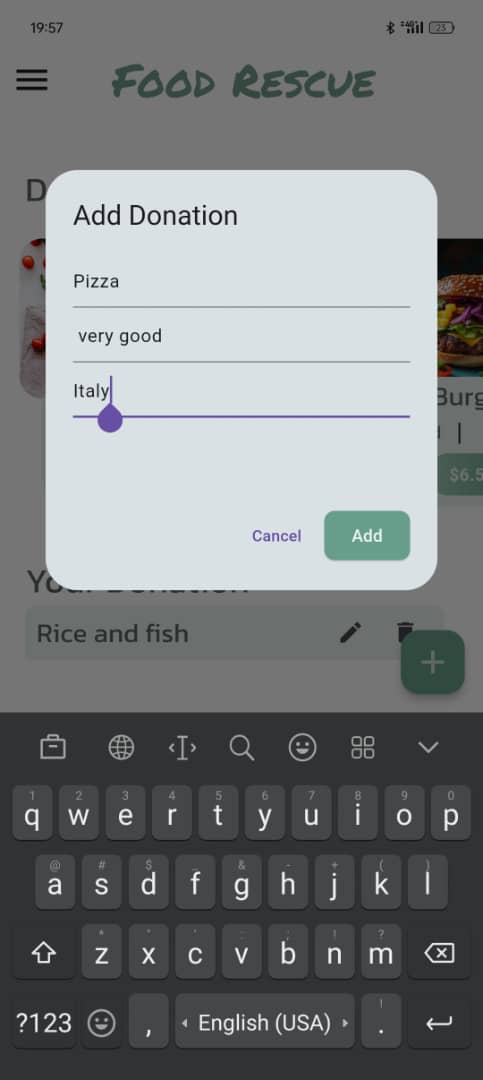 19:57
23
Food Rescue
D
Add Donation
Pizza
very good
Italy
Burg
|
$6.5
Cancel
Add
Your Donation
Rice and fish
1 2 3 4 5 6 7 8 9 0
q w e r t y u i o p
@ # $ _ & - + ( )
a s d f g h j k l
* " ' : ; ! ?
z x c v b n m
!
?123 , English (USA) .